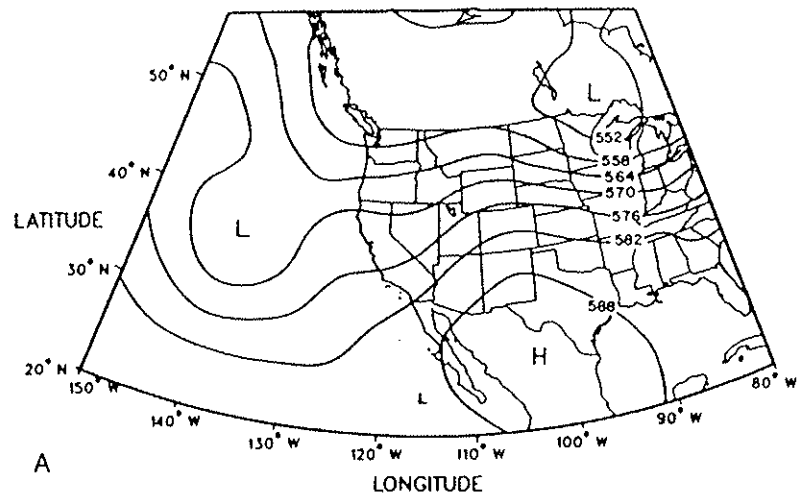 50° N
40° N
LATITUDE
30° N
20° N
150° W
140° W
130° W
120° W
110° W
100° W
90° W
80° W
LONGITUDE
A
L
L
L
H
552
558
564
570
576
582
588